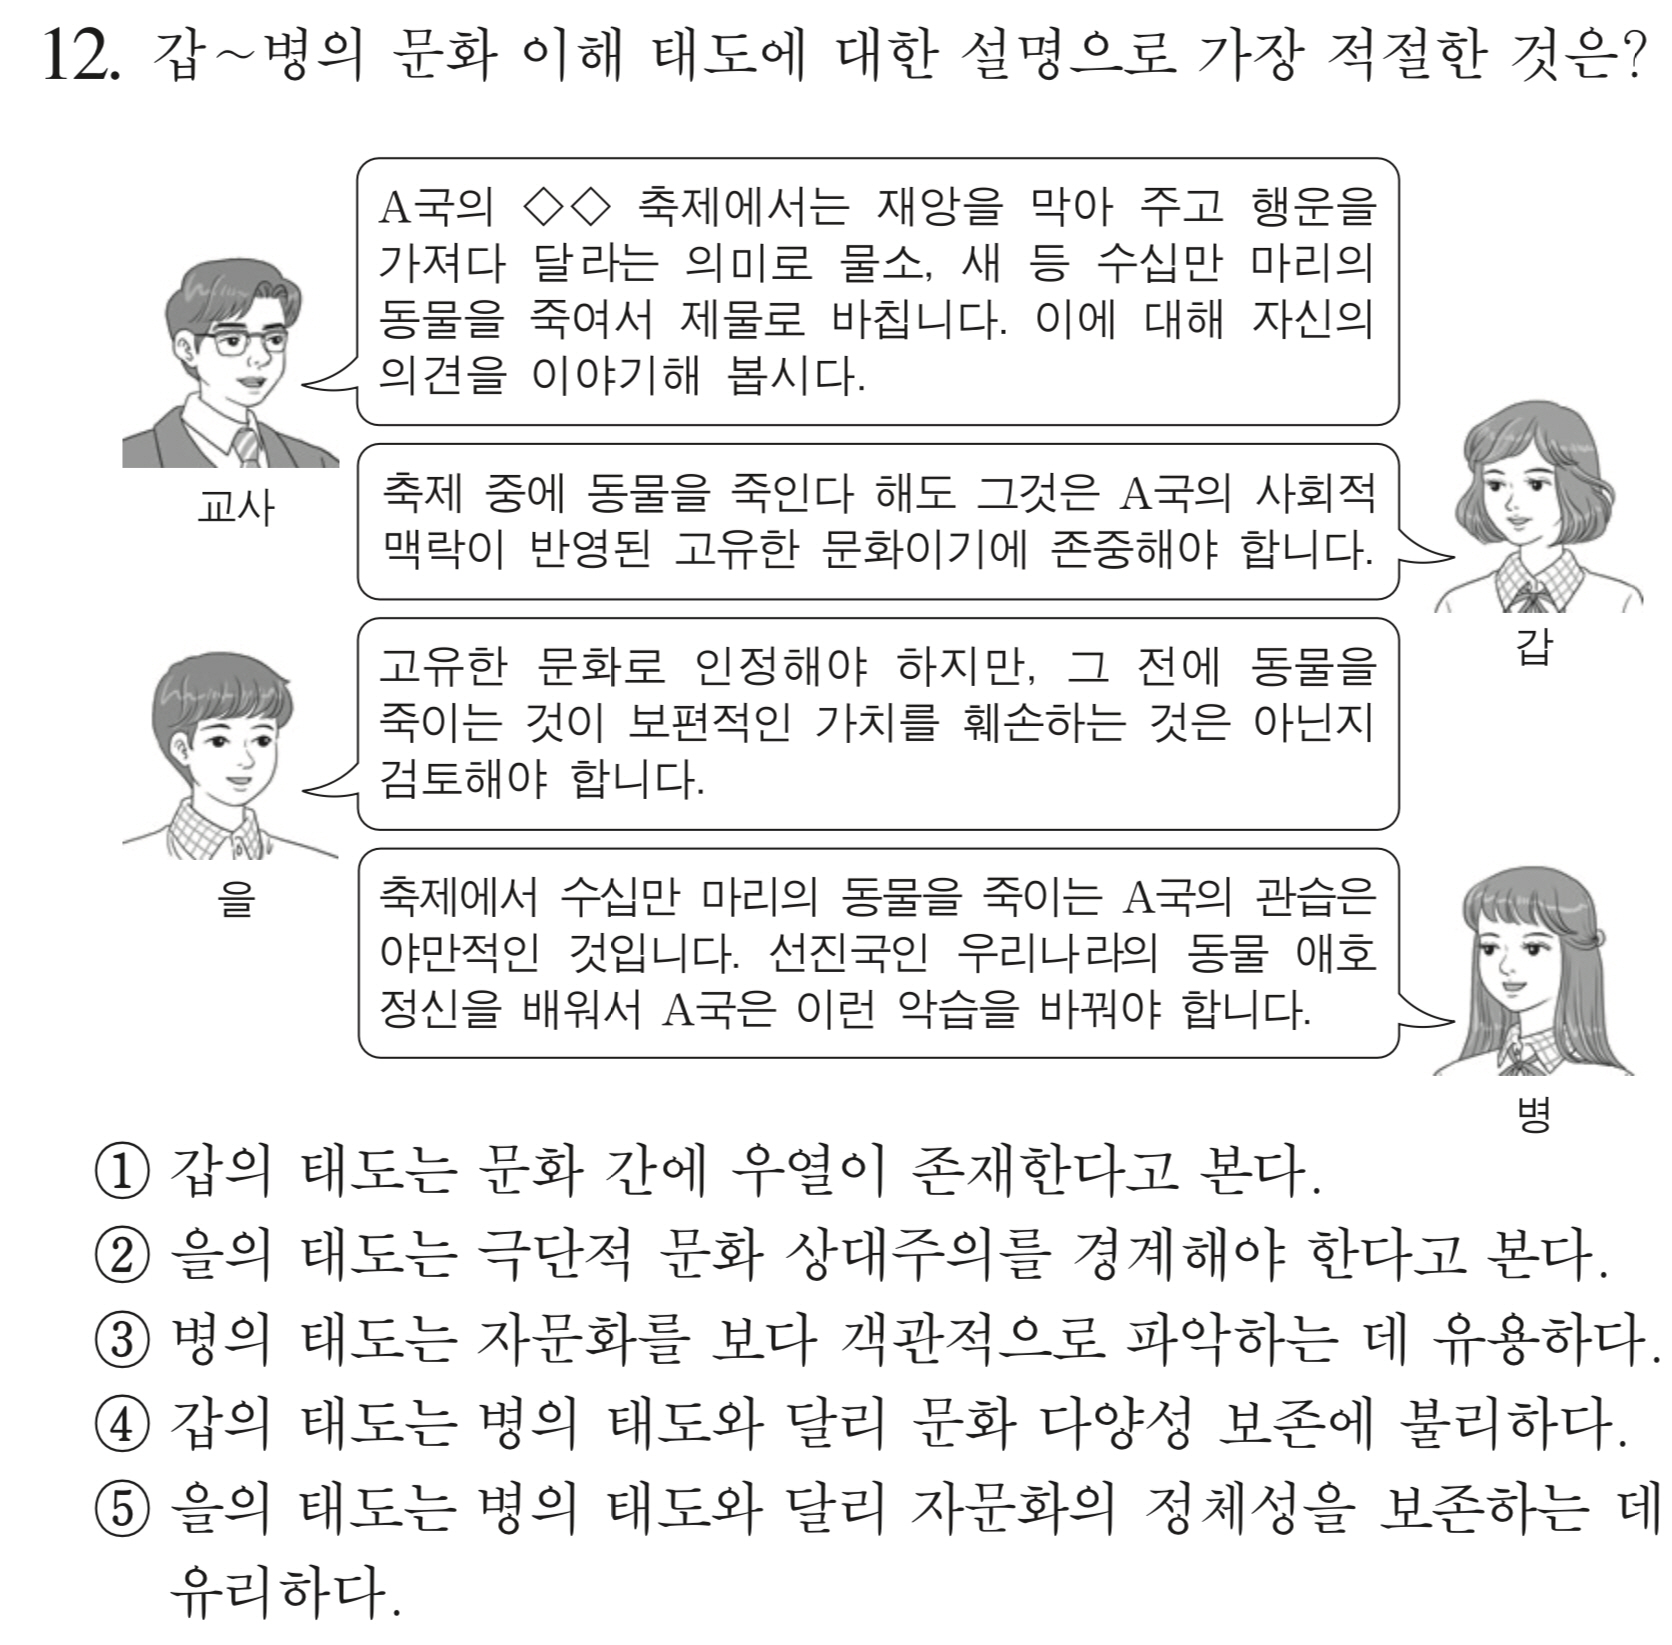 12. 갑~병의 문화 이해 태도에 대한 설명으로 가장 적절한 것은?
A국의 ◇◇ 축제에서는 재앙을 막아 주고 행운을
가져다 달라는 의미로 물소, 새 등 수십만 마리의
동물을 죽여서 제물로 바칩니다. 이에 대해 자신의
의견을 이야기해 봅시다.
교사
축제 중에 동물을 죽인다 해도 그것은 A국의 사회적
맥락이 반영된 고유한 문화이기에 존중해야 합니다.
갑
고유한 문화로 인정해야 하지만, 그 전에 동물을
죽이는 것이 보편적인 가치를 훼손하는 것은 아닌지
검토해야 합니다.
을
축제에서 수십만 마리의 동물을 죽이는 A국의 관습은
야만적인 것입니다. 선진국인 우리나라의 동물 애호
정신을 배워서 A국은 이런 악습을 바꿔야 합니다.
병
① 갑의 태도는 문화 간에 우열이 존재한다고 본다.
② 을의 태도는 극단적 문화 상대주의를 경계해야 한다고 본다.
③ 병의 태도는 자문화를 보다 객관적으로 파악하는 데 유용하다.
④ 갑의 태도는 병의 태도와 달리 문화 다양성 보존에 불리하다.
⑤ 을의 태도는 병의 태도와 달리 자문화의 정체성을 보존하는 데
유리하다.